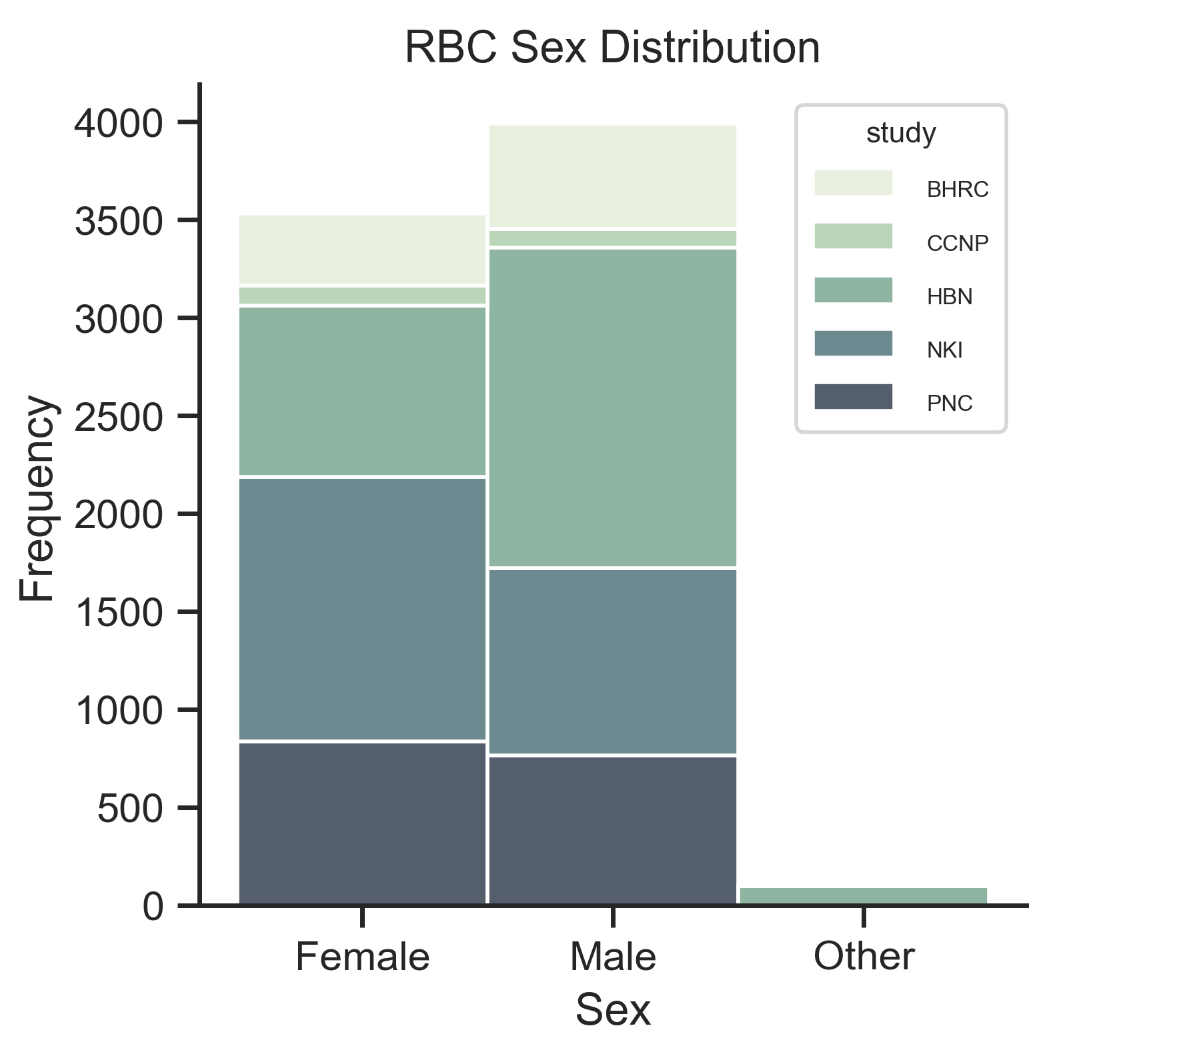 RBC Sex Distribution
4000
3500
3000
2500
2000
1500
1000
500
0
Frequency
study
BHRC
CCNP
HBN
NKI
PNC
Female Male Other
Sex